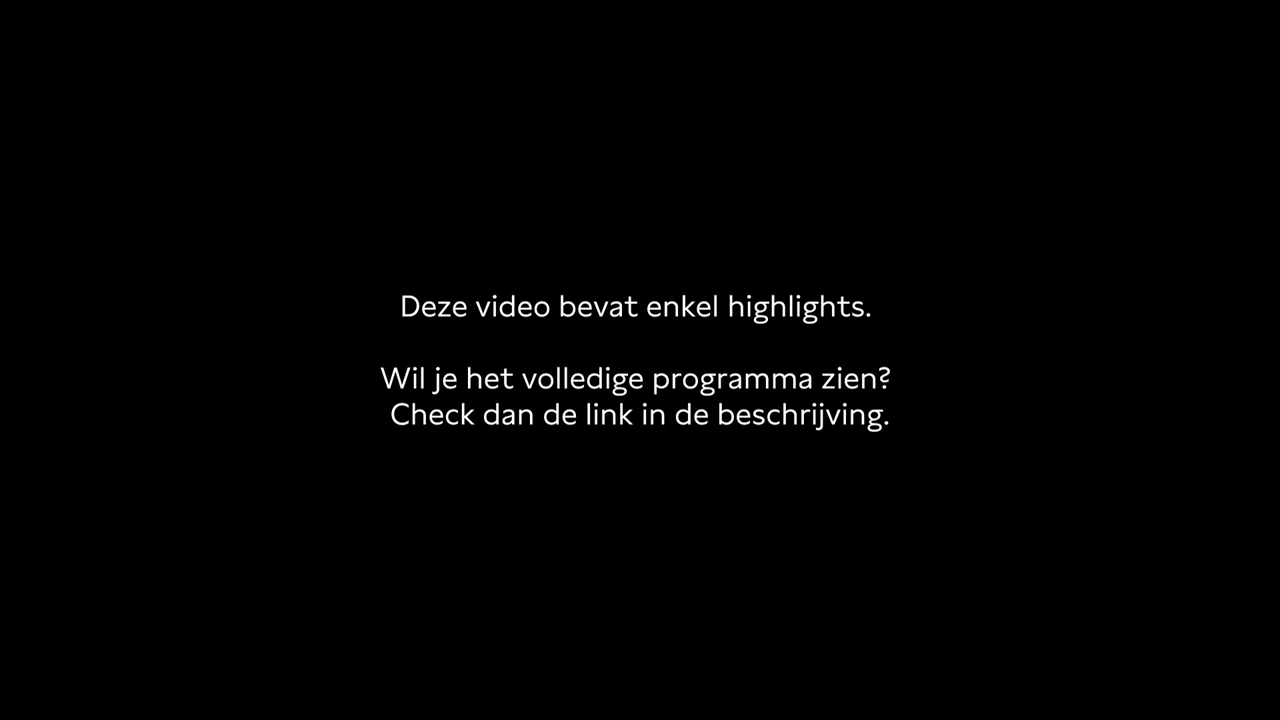 Deze video bevat enkel highlights.
Wil je het volledige programma zien?
Check dan de link in de beschrijving.